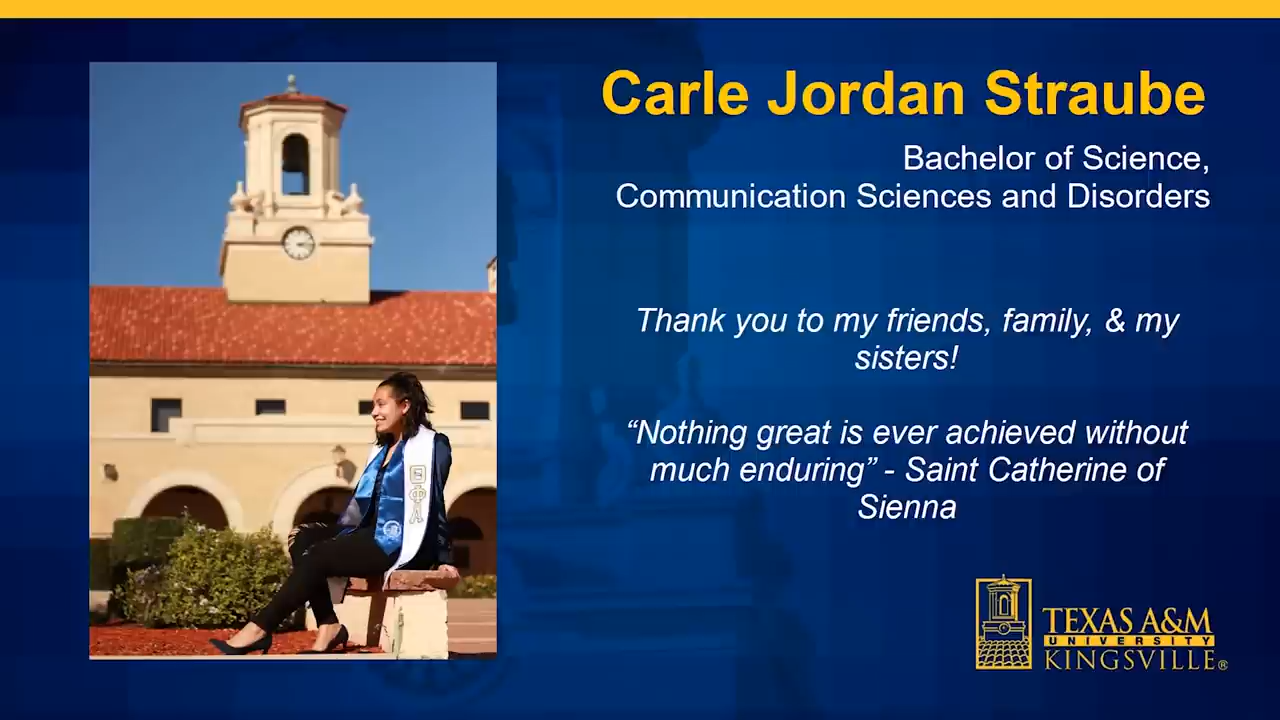 Carle Jordan Straube
Bachelor of Science,
Communication Sciences and Disorders
Thank you to my friends, family, & my
sisters!
“Nothing great is ever achieved without
much enduring” - Saint Catherine of
Sienna
TEXAS A&M
UNIVERSITY
KINGSVILLE®